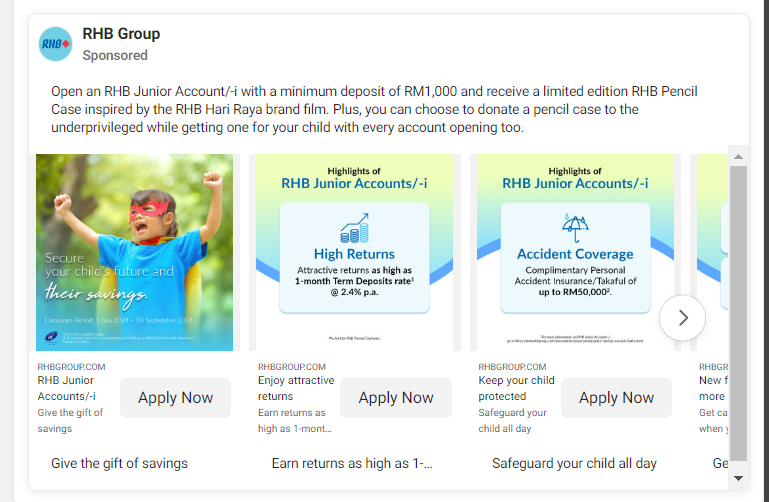 RHB
RHB Group
Sponsored
Open an RHB Junior Account/-i with a minimum deposit of RM1,000 and receive a limited edition RHB Pencil
Case inspired by the RHB Hari Raya brand film. Plus, you can choose to donate a pencil case to the
underprivileged while getting one for your child with every account opening too.
Secure
your child's future and
their savings.
Campaign Period: 1 July 2024 – 30 September 2024
Highlights of
RHB Junior Accounts/-i
High Returns
Attractive returns as high as
1-month Term Deposits rate¹
@ 2.4% p.a.
Highlights of
RHB Junior Accounts/-i
Accident Coverage
Complimentary Personal
Accident Insurance/Takaful of
up to RM50,000².
RHBGROUP.COM
RHB Junior
Accounts/-i
Give the gift of
savings
Apply Now
RHBGROUP.COM
Enjoy attractive
returns
Earn returns as
high as 1-mont...
Apply Now
RHBGROUP.COM
Keep your child
protected
Safeguard your
child all day
Apply Now
RHBGR
New f
more
Get ca
when y
Give the gift of savings
Earn returns as high as 1-...
Safeguard your child all day
Ge